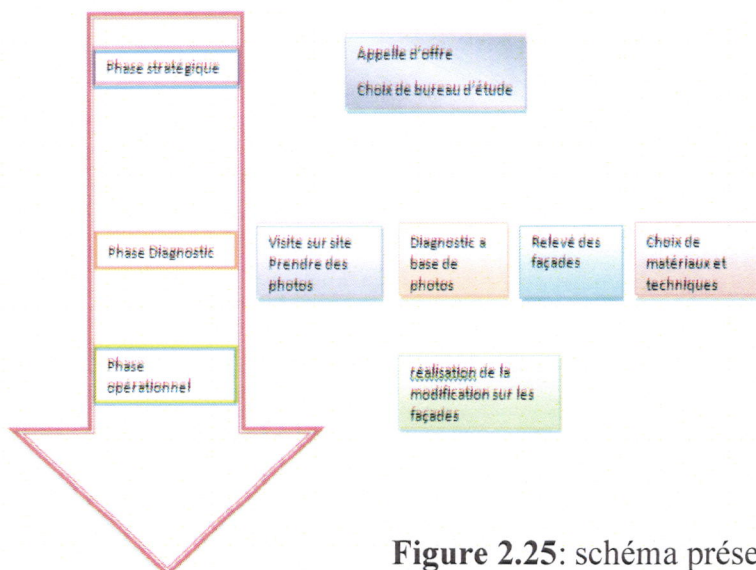 Phase stratégique
Appelle d'offre
Choix de bureau d'étude
Phase Diagnostic
Visite sur site
Prendre des
photos
Diagnostic a
base de
photos
Relevé des
façades
Choix de
matériaux et
techniques
Phase
opérationnel
réalisation de la
modification sur les
façades
Figure 2.25: schéma prése